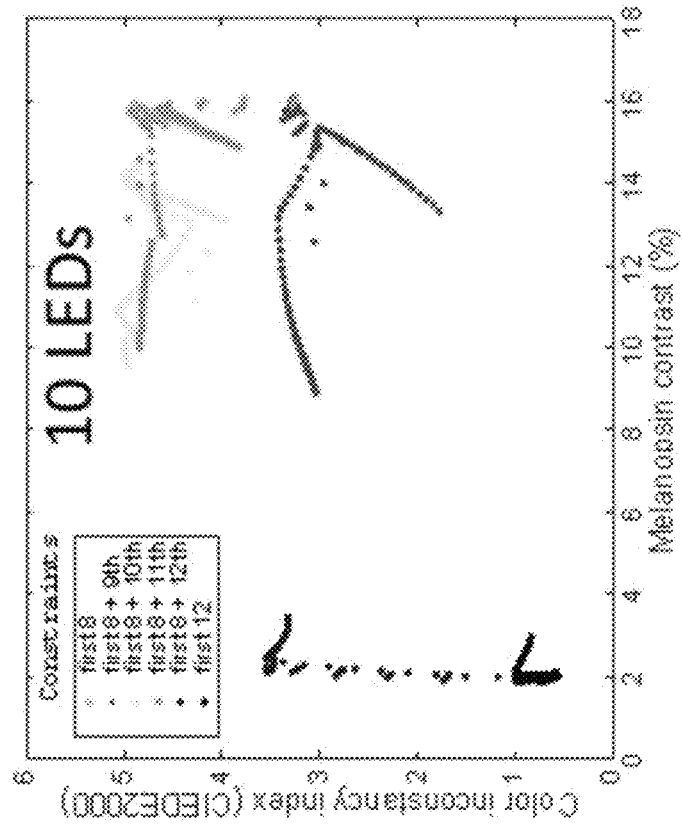 10 LEDs
Constraints
first 8
first 8 + 9th
first 8 + 10th
first 8 + 11th
first 8 + 12th
first 12
Color inconstancy index (CIEDE2000)
6
5
4
3
2
1
0
0
2
4
6
8
10
12
14
16
18
Melanopsin contrast (%)